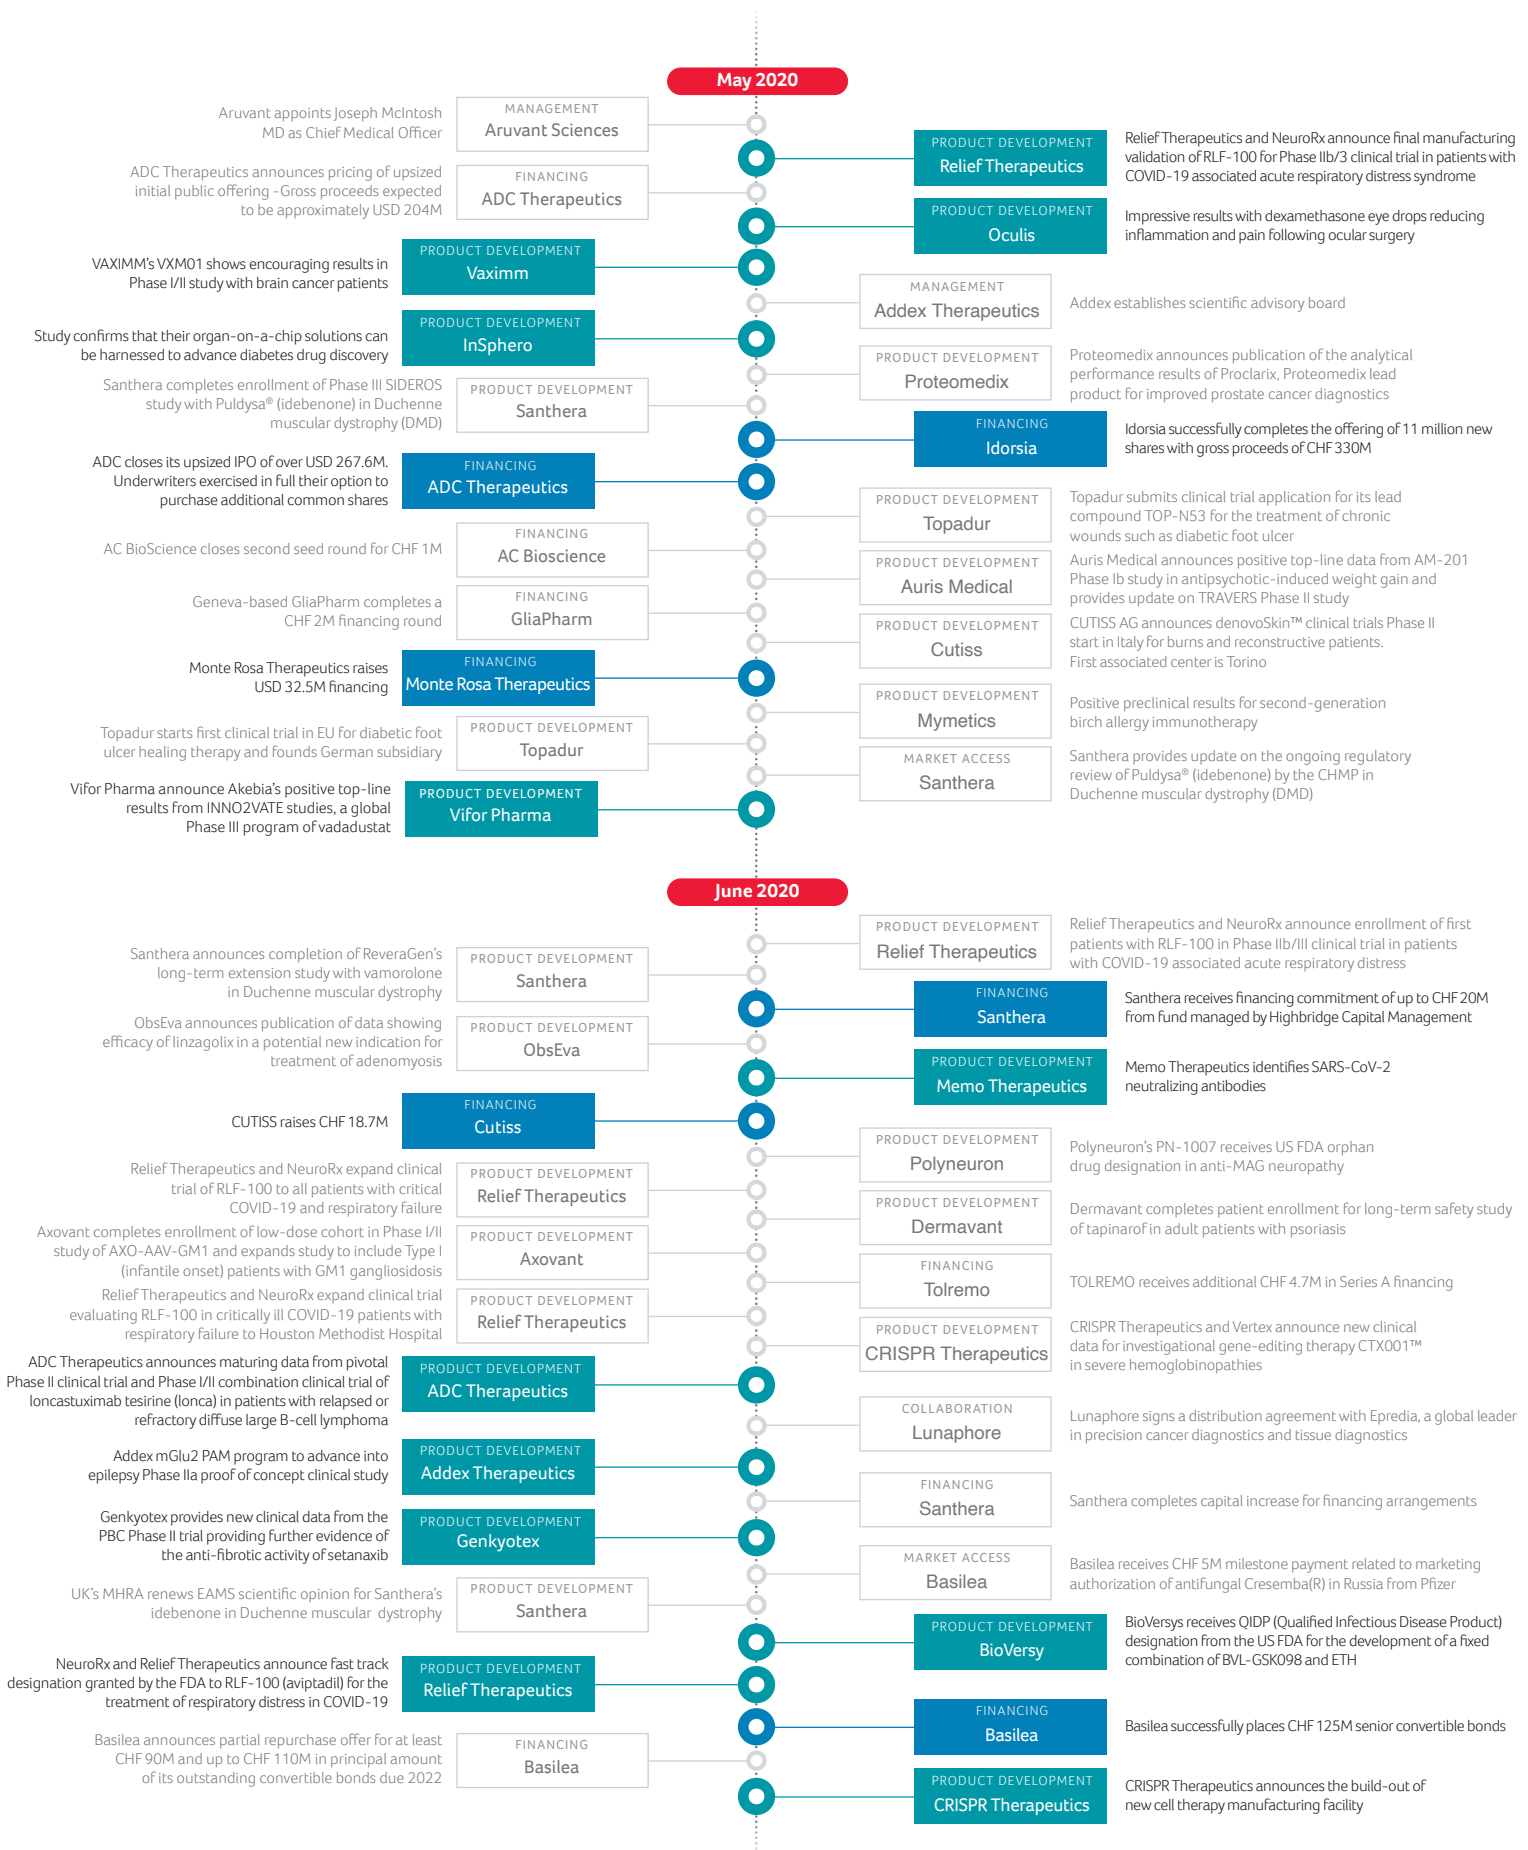 May 2020
Aruvant appoints Joseph McIntosh
MD as Chief Medical Officer
MANAGEMENT
Aruvant Sciences
PRODUCT DEVELOPMENT
Relief Therapeutics
Relief Therapeutics and NeuroRx announce final manufacturing
validation of RLF-100 for Phase IIb/3 clinical trial in patients with
COVID-19 associated acute respiratory distress syndrome
ADC Therapeutics announces pricing of upsized
initial public offering -Gross proceeds expected
to be approximately USD 204M
FINANCING
ADC Therapeutics
PRODUCT DEVELOPMENT
Oculis
Impressive results with dexamethasone eye drops reducing
inflammation and pain following ocular surgery
VAXIMM's VXM01 shows encouraging results in
Phase I/II study with brain cancer patients
PRODUCT DEVELOPMENT
Vaximm
MANAGEMENT
Addex Therapeutics
Addex establishes scientific advisory board
Study confirms that their organ-on-a-chip solutions can
be harnessed to advance diabetes drug discovery
PRODUCT DEVELOPMENT
InSphero
PRODUCT DEVELOPMENT
Proteomedix
Proteomedix announces publication of the analytical
performance results of Proclarix, Proteomedix lead
product for improved prostate cancer diagnostics
Santhera completes enrollment of Phase III SIDEROS
study with Puldysa® (idebenone) in Duchenne
muscular dystrophy (DMD)
PRODUCT DEVELOPMENT
Santhera
FINANCING
Idorsia
Idorsia successfully completes the offering of 11 million new
shares with gross proceeds of CHF 330M
ADC closes its upsized IPO of over USD 267.6M.
Underwriters exercised in full their option to
purchase additional common shares
FINANCING
ADC Therapeutics
PRODUCT DEVELOPMENT
Topadur
Topadur submits clinical trial application for its lead
compound TOP-N53 for the treatment of chronic
wounds such as diabetic foot ulcer
AC BioScience closes second seed round for CHF 1M
FINANCING
AC Bioscience
PRODUCT DEVELOPMENT
Auris Medical
Auris Medical announces positive top-line data from AM-201
Phase Ib study in antipsychotic-induced weight gain and
provides update on TRAVERS Phase II study
Geneva-based GliaPharm completes a
CHF 2M financing round
FINANCING
GliaPharm
PRODUCT DEVELOPMENT
Cutiss
CUTISS AG announces denovoSkin™ clinical trials Phase II
start in Italy for burns and reconstructive patients.
First associated center is Torino
Monte Rosa Therapeutics raises
USD 32.5M financing
FINANCING
Monte Rosa Therapeutics
PRODUCT DEVELOPMENT
Mymetics
Positive preclinical results for second-generation
birch allergy immunotherapy
Topadur starts first clinical trial in EU for diabetic foot
ulcer healing therapy and founds German subsidiary
PRODUCT DEVELOPMENT
Topadur
MARKET ACCESS
Santhera
Santhera provides update on the ongoing regulatory
review of Puldysa® (idebenone) by the CHMP in
Duchenne muscular dystrophy (DMD)
Vifor Pharma announce Akebia's positive top-line
results from INNO2VATE studies, a global
Phase III program of vadadustat
PRODUCT DEVELOPMENT
Vifor Pharma
June 2020
PRODUCT DEVELOPMENT
Relief Therapeutics
Relief Therapeutics and NeuroRx announce enrollment of first
patients with RLF-100 in Phase IIb/III clinical trial in patients
with COVID-19 associated acute respiratory distress
Santhera announces completion of ReveraGen's
long-term extension study with vamorolone
in Duchenne muscular dystrophy
PRODUCT DEVELOPMENT
Santhera
FINANCING
Santhera
Santhera receives financing commitment of up to CHF 20M
from fund managed by Highbridge Capital Management
ObsEva announces publication of data showing
efficacy of linzagolix in a potential new indication for
treatment of adenomyosis
PRODUCT DEVELOPMENT
ObsEva
PRODUCT DEVELOPMENT
Memo Therapeutics
Memo Therapeutics identifies SARS-CoV-2
neutralizing antibodies
CUTISS raises CHF 18.7M
FINANCING
Cutiss
PRODUCT DEVELOPMENT
Polyneuron
Polyneuron's PN-1007 receives US FDA orphan
drug designation in anti-MAG neuropathy
Relief Therapeutics and NeuroRx expand clinical
trial of RLF-100 to all patients with critical
COVID-19 and respiratory failure
PRODUCT DEVELOPMENT
Relief Therapeutics
PRODUCT DEVELOPMENT
Dermavant
Dermavant completes patient enrollment for long-term safety study
of tapinarof in adult patients with psoriasis
Axovant completes enrollment of low-dose cohort in Phase I/II
study of AXO-AAV-GM1 and expands study to include Type I
(infantile onset) patients with GM1 gangliosidosis
PRODUCT DEVELOPMENT
Axovant
FINANCING
Tolremo
TOLREMO receives additional CHF 4.7M in Series A financing
Relief Therapeutics and NeuroRx expand clinical trial
evaluating RLF-100 in critically ill COVID-19 patients with
respiratory failure to Houston Methodist Hospital
PRODUCT DEVELOPMENT
Relief Therapeutics
PRODUCT DEVELOPMENT
CRISPR Therapeutics
CRISPR Therapeutics and Vertex announce new clinical
data for investigational gene-editing therapy CTX001™
in severe hemoglobinopathies
ADC Therapeutics announces maturing data from pivotal
Phase II clinical trial and Phase I/II combination clinical trial of
loncastuximab tesirine (lonca) in patients with relapsed or
refractory diffuse large B-cell lymphoma
PRODUCT DEVELOPMENT
ADC Therapeutics
COLLABORATION
Lunaphore
Lunaphore signs a distribution agreement with Epredia, a global leader
in precision cancer diagnostics and tissue diagnostics
Addex mGlu2 PAM program to advance into
epilepsy Phase IIa proof of concept clinical study
PRODUCT DEVELOPMENT
Addex Therapeutics
FINANCING
Santhera
Santhera completes capital increase for financing arrangements
Genkyotex provides new clinical data from the
PBC Phase II trial providing further evidence of
the anti-fibrotic activity of setanaxib
PRODUCT DEVELOPMENT
Genkyotex
MARKET ACCESS
Basilea
Basilea receives CHF 5M milestone payment related to marketing
authorization of antifungal Cresemba(R) in Russia from Pfizer
UK's MHRA renews EAMS scientific opinion for Santhera's
idebenone in Duchenne muscular dystrophy
PRODUCT DEVELOPMENT
Santhera
PRODUCT DEVELOPMENT
BioVersy
BioVersys receives QIDP (Qualified Infectious Disease Product)
designation from the US FDA for the development of a fixed
combination of BVL-GSK098 and ETH
NeuroRx and Relief Therapeutics announce fast track
designation granted by the FDA to RLF-100 (aviptadil) for the
treatment of respiratory distress in COVID-19
PRODUCT DEVELOPMENT
Relief Therapeutics
FINANCING
Basilea
Basilea successfully places CHF 125M senior convertible bonds
Basilea announces partial repurchase offer for at least
CHF 90M and up to CHF 110M in principal amount
of its outstanding convertible bonds due 2022
FINANCING
Basilea
PRODUCT DEVELOPMENT
CRISPR Therapeutics
CRISPR Therapeutics announces the build-out of
new cell therapy manufacturing facility